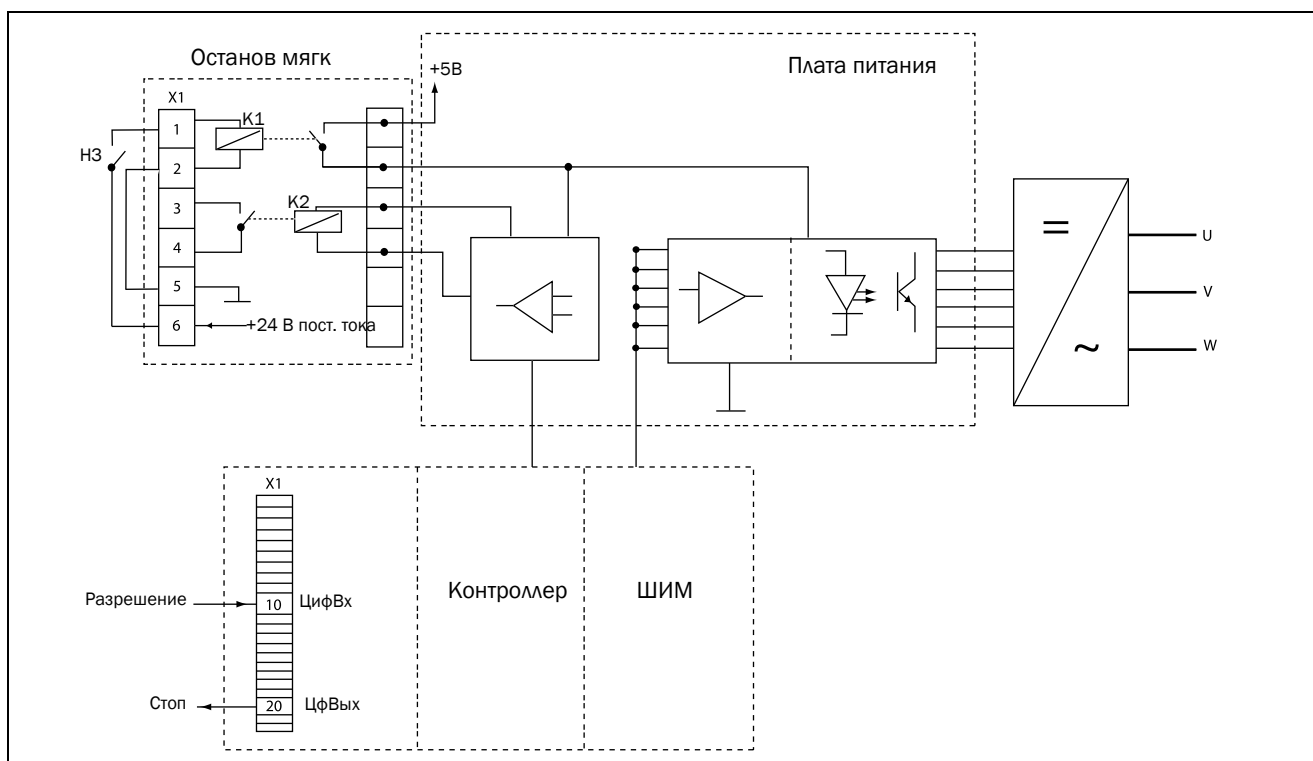 Останов мягк
Плата питания
+5В
X1
1
K1
НЗ
2
3
K2
4
5
6
+24 В пост. тока
=
~
U
V
W
X1
Разрешение
10
ЦифВх
Контроллер
ШИМ
Стоп
20
ЦфВых